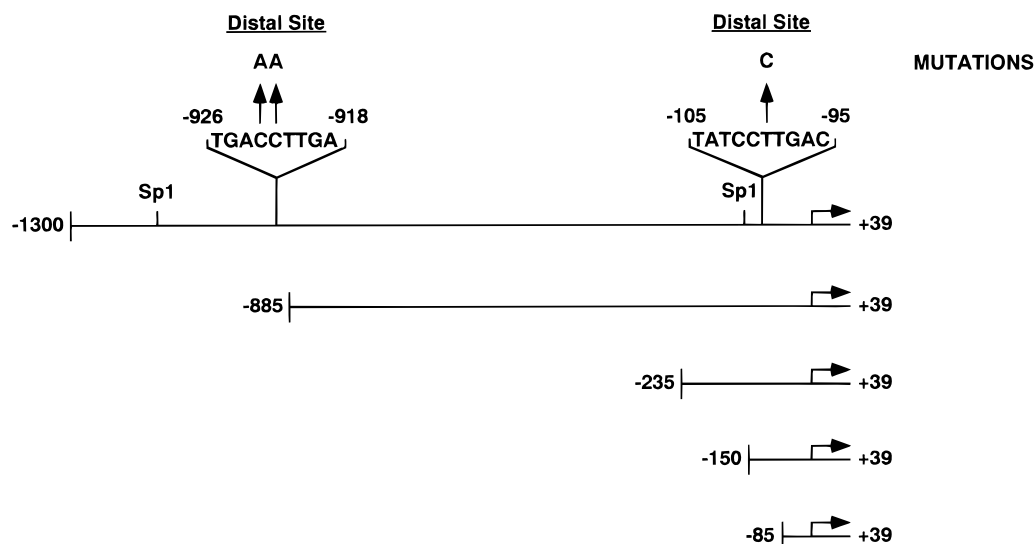 Distal Site Distal Site
AA C MUTATIONS
-926 -918 -105 -95
TGACCTTGA TATCCTTGAC
Sp1 Sp1
-1300 +39
-885 +39
-235 +39
-150 +39
-85 +39